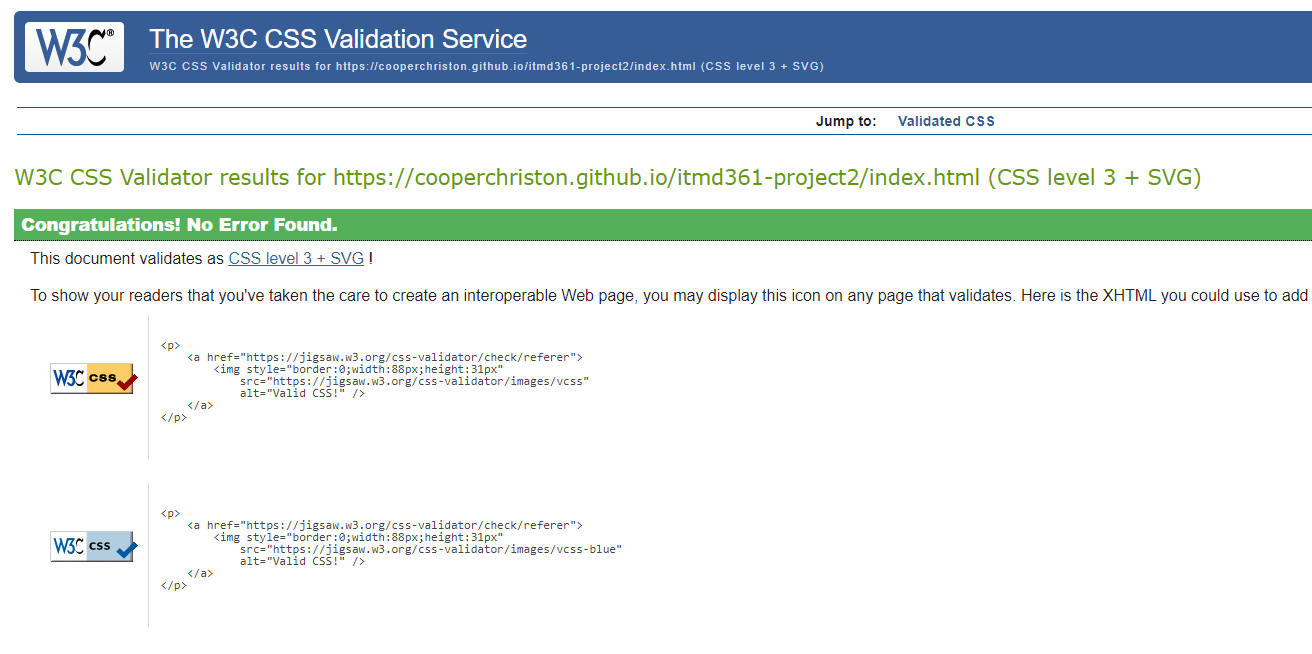 W3C®
The W3C CSS Validation Service
W3C CSS Validator results for https://cooperchriston.github.io/itmd361-project2/index.html (CSS level 3 + SVG)
Jump to: Validated CSS
W3C CSS Validator results for https://cooperchriston.github.io/itmd361-project2/index.html (CSS level 3 + SVG)
Congratulations! No Error Found.
This document validates as CSS level 3 + SVG !
To show your readers that you've taken the care to create an interoperable Web page, you may display this icon on any page that validates. Here is the XHTML you could use to add
W3C css
<p>
<a href="https://jigsaw.w3.org/css-validator/check/referer">
<img style="border:0;width:88px;height:31px"
src="https://jigsaw.w3.org/css-validator/images/vcss"
alt="Valid CSS!" />
</a>
</p>
W3C css
<p>
<a href="https://jigsaw.w3.org/css-validator/check/referer">
<img style="border:0;width:88px;height:31px"
src="https://jigsaw.w3.org/css-validator/images/vcss-blue"
alt="Valid CSS!" />
</a>
</p>